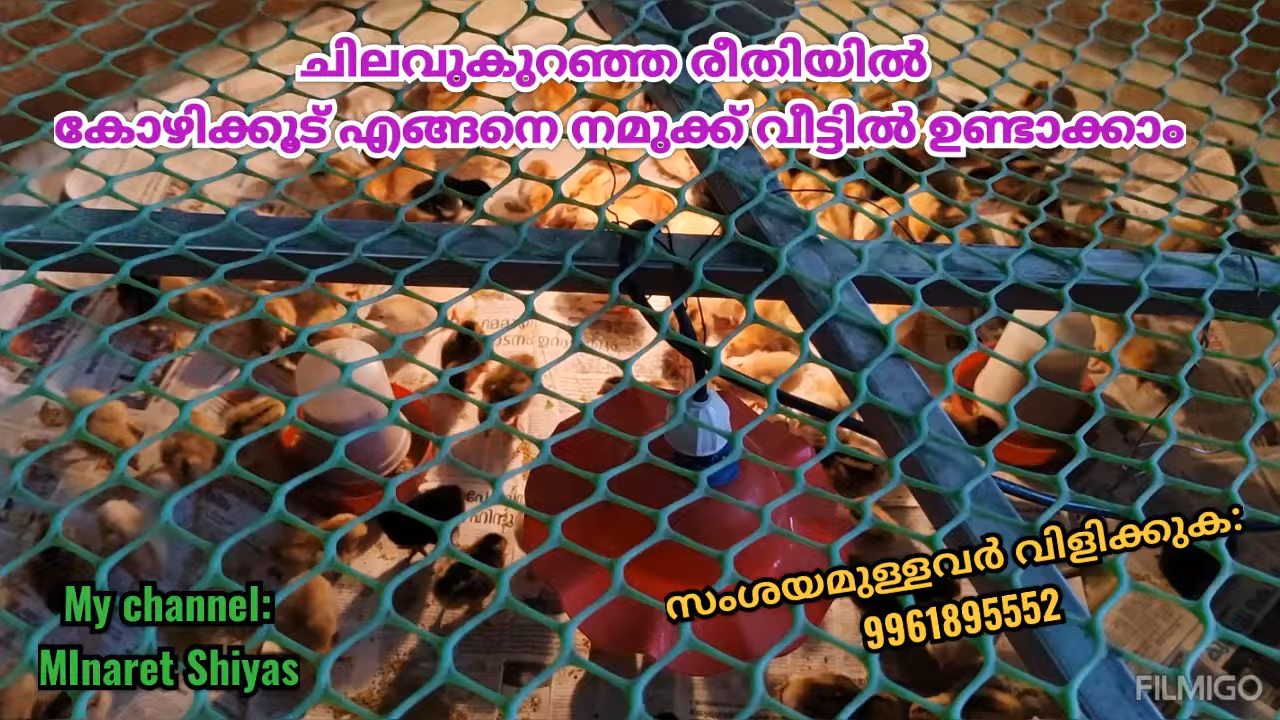 ചിലവുകുറഞ്ഞ രീതിയിൽ
കോഴിക്കൂട് എങ്ങനെ നമുക്ക് വീട്ടിൽ ഉണ്ടാക്കാം
സംശയമുള്ളവർ വിളിക്കുക:
9961895552
My channel:
MInaret Shiyas
FILMIGO